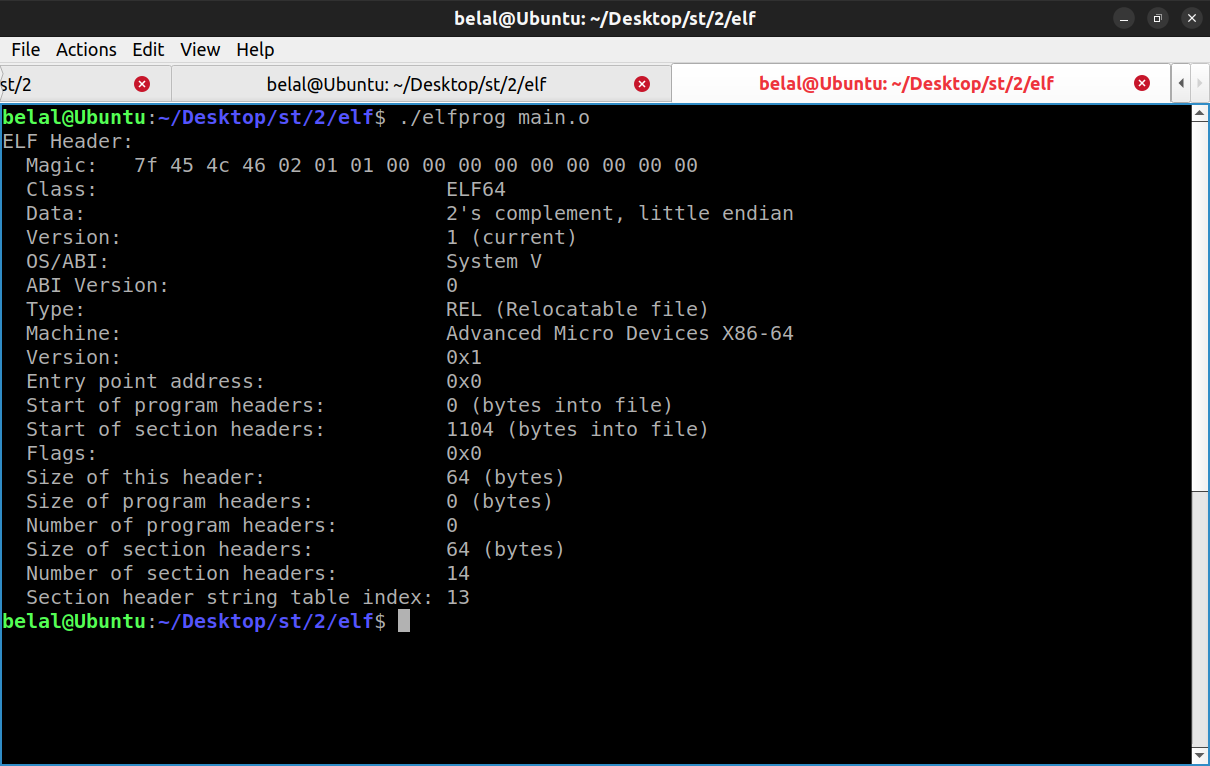 belal@Ubuntu: ~/Desktop/st/2/elf
File Actions Edit View Help
st/2 belal@Ubuntu: ~/Desktop/st/2/elf belal@Ubuntu: ~/Desktop/st/2/elf
belal@Ubuntu:~/Desktop/st/2/elf$ ./elfprog main.o
ELF Header:
  Magic:   7f 45 4c 46 02 01 01 00 00 00 00 00 00 00 00 00
  Class:                             ELF64
  Data:                              2's complement, little endian
  Version:                           1 (current)
  OS/ABI:                            System V
  ABI Version:                       0
  Type:                              REL (Relocatable file)
  Machine:                           Advanced Micro Devices X86-64
  Version:                           0x1
  Entry point address:               0x0
  Start of program headers:          0 (bytes into file)
  Start of section headers:          1104 (bytes into file)
  Flags:                             0x0
  Size of this header:               64 (bytes)
  Size of program headers:           0 (bytes)
  Number of program headers:         0
  Size of section headers:           64 (bytes)
  Number of section headers:         14
  Section header string table index: 13
belal@Ubuntu:~/Desktop/st/2/elf$